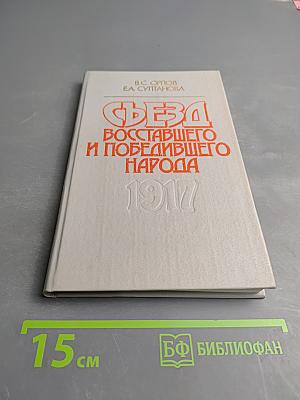 В.С. ОРЛОВ
Е.А. СУЛТАНОВА
СЪЕЗД
ВОССТАВШЕГО
И ПОБЕДИВШЕГО
НАРОДА
1917
15 см
БФ БИБЛИОФАН